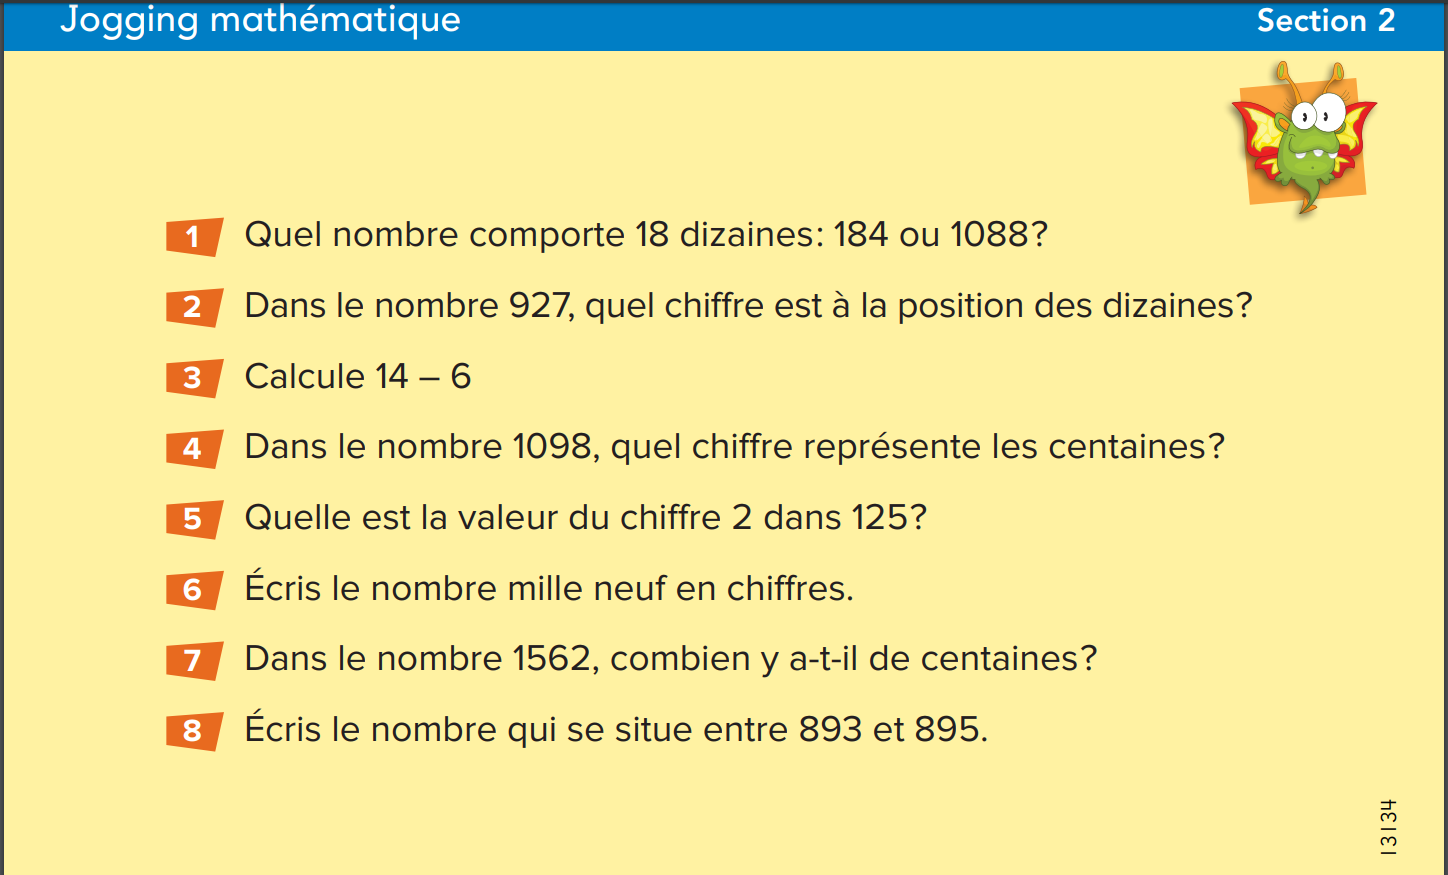 Jogging mathématique
Section 2
1 Quel nombre comporte 18 dizaines: 184 ou 1088?
2 Dans le nombre 927, quel chiffre est à la position des dizaines?
3 Calcule 14 – 6
4 Dans le nombre 1098, quel chiffre représente les centaines?
5 Quelle est la valeur du chiffre 2 dans 125?
6 Écris le nombre mille neuf en chiffres.
7 Dans le nombre 1562, combien y a-t-il de centaines?
8 Écris le nombre qui se situe entre 893 et 895.
13134